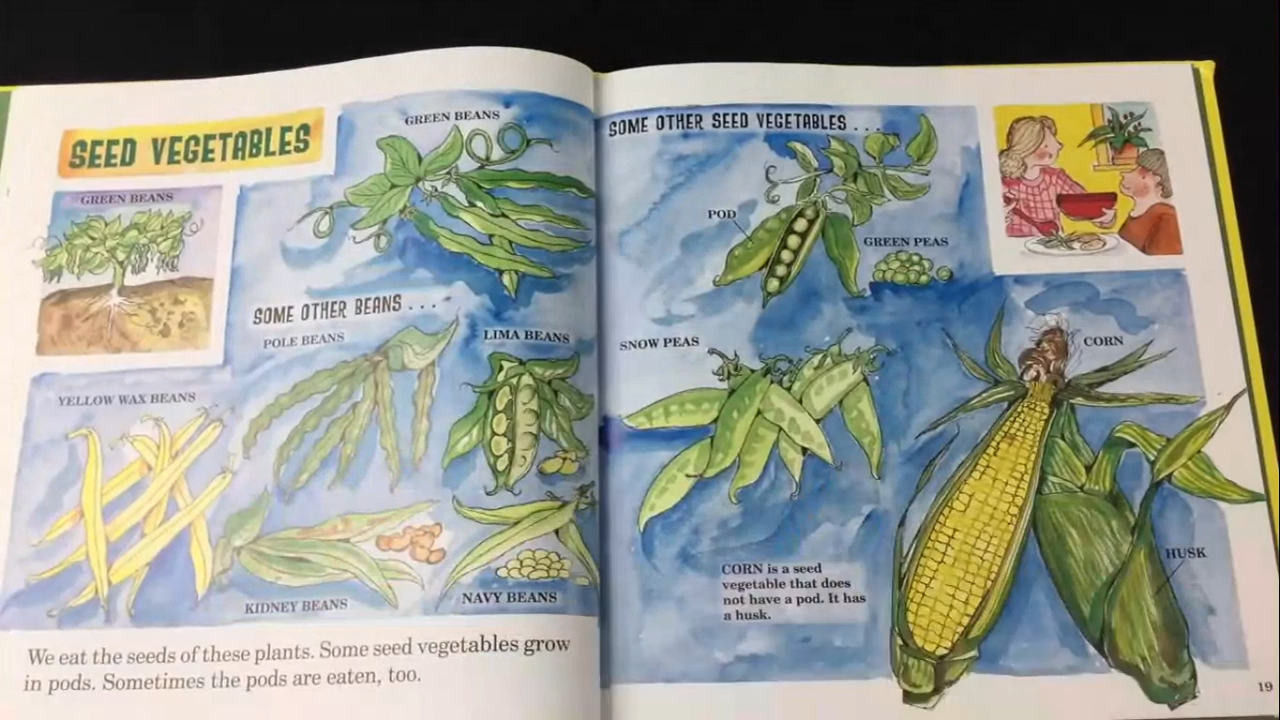 SEED VEGETABLES
GREEN BEANS
GREEN BEANS
SOME OTHER BEANS ...
POLE BEANS
LIMA BEANS
YELLOW WAX BEANS
KIDNEY BEANS
NAVY BEANS
We eat the seeds of these plants. Some seed vegetables grow
in pods. Sometimes the pods are eaten, too.
SOME OTHER SEED VEGETABLES ...
POD
GREEN PEAS
SNOW PEAS
CORN
HUSK
CORN is a seed
vegetable that does
not have a pod. It has
a husk.
19